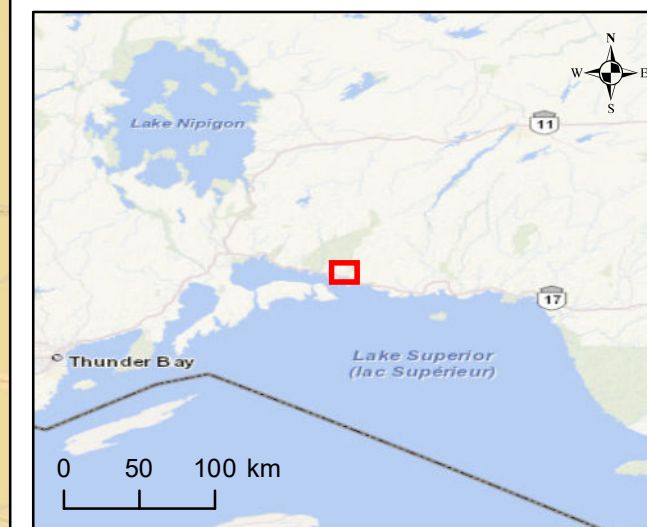 N
W E
S
Lake Nipigon
11
17
Thunder Bay
Lake Superior
(lac Supérieur)
0 50 100 km